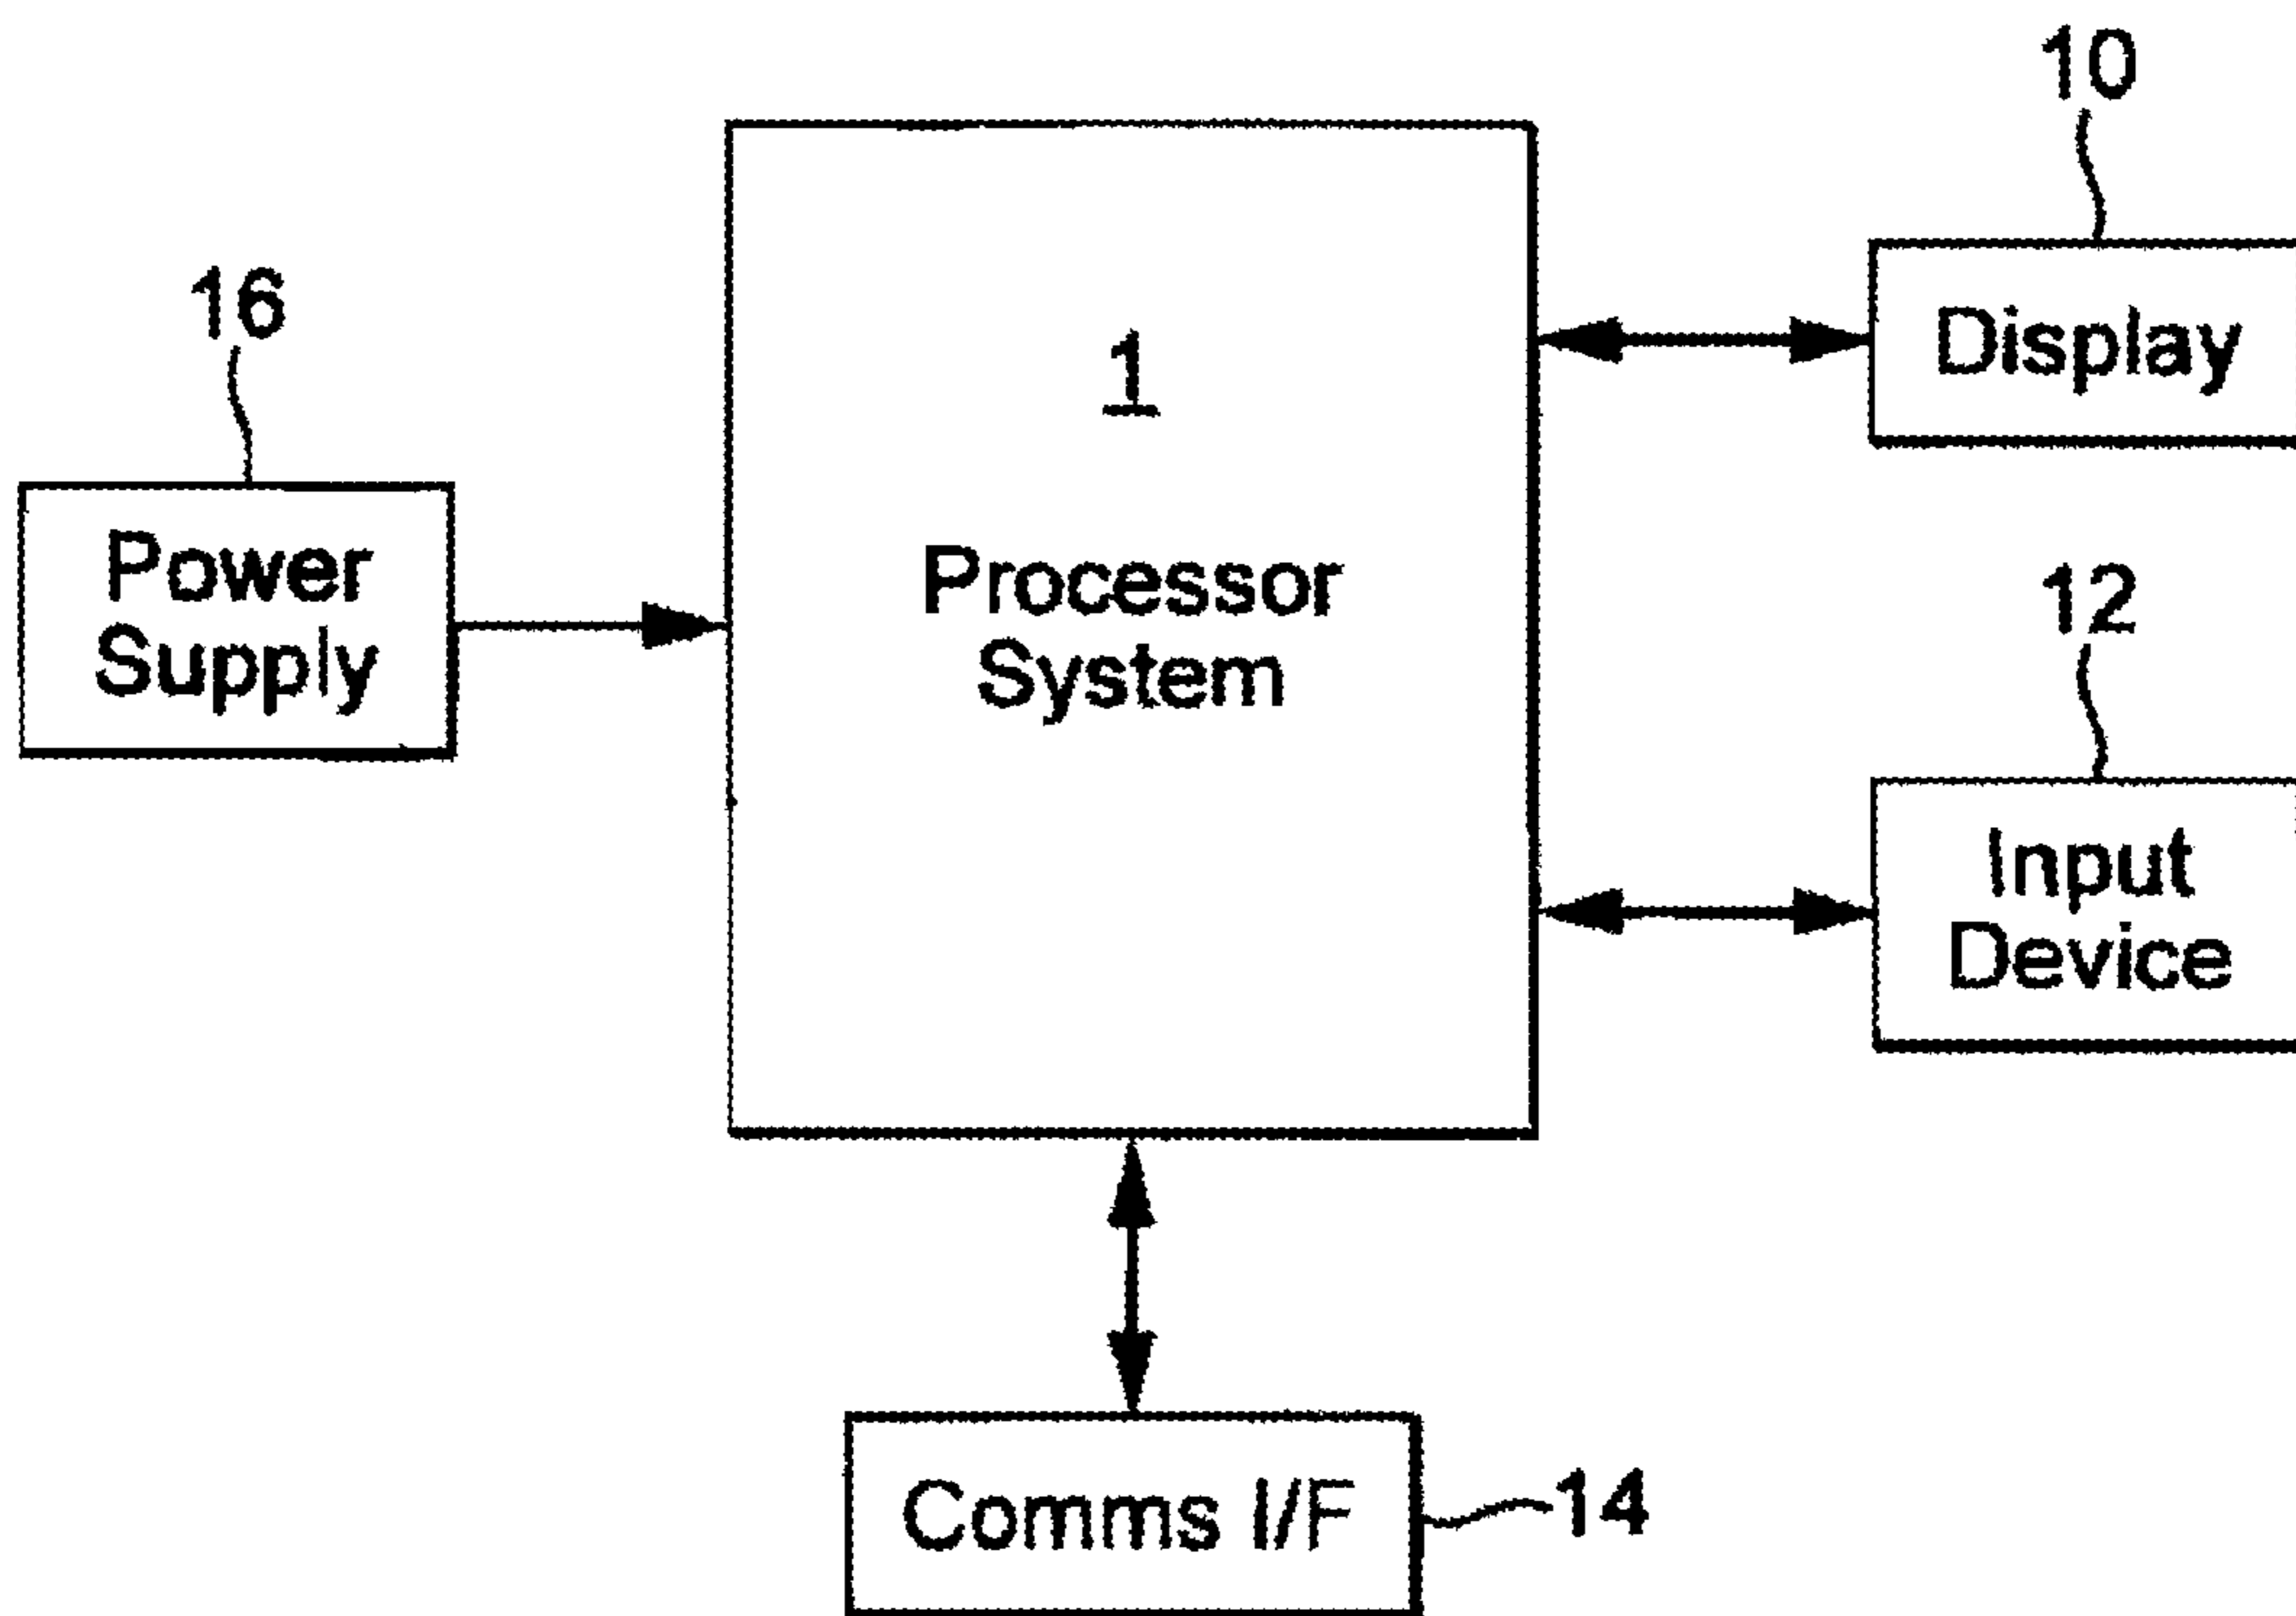 10
16
1
Display
Power
Supply
Processor
System
12
Input
Device
Comms I/F
14